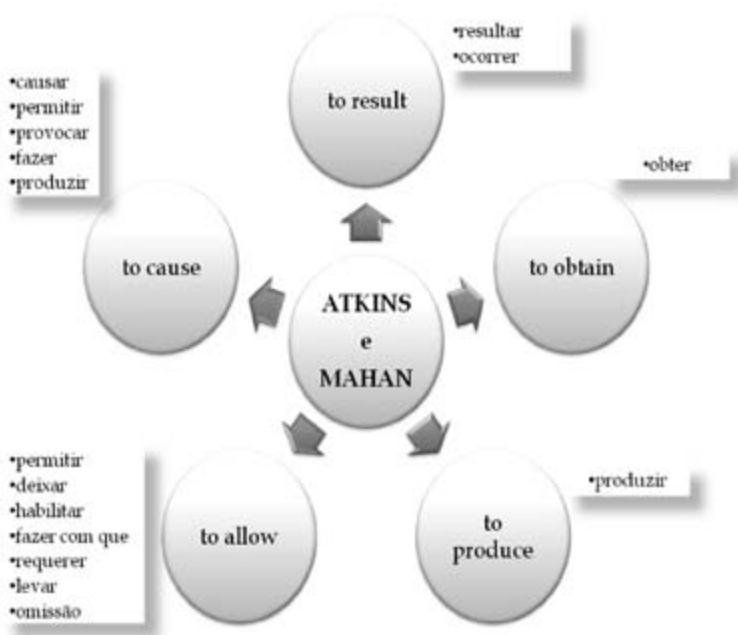 •resultar
•ocorrer
to result
•causar
•permitir
•provocar
•fazer
•produzir
to cause
•obter
to obtain
ATKINS
e
MAHAN
•permitir
•deixar
•habilitar
•fazer com que
•requerer
•levar
•omissão
to allow
•produzir
to
produce